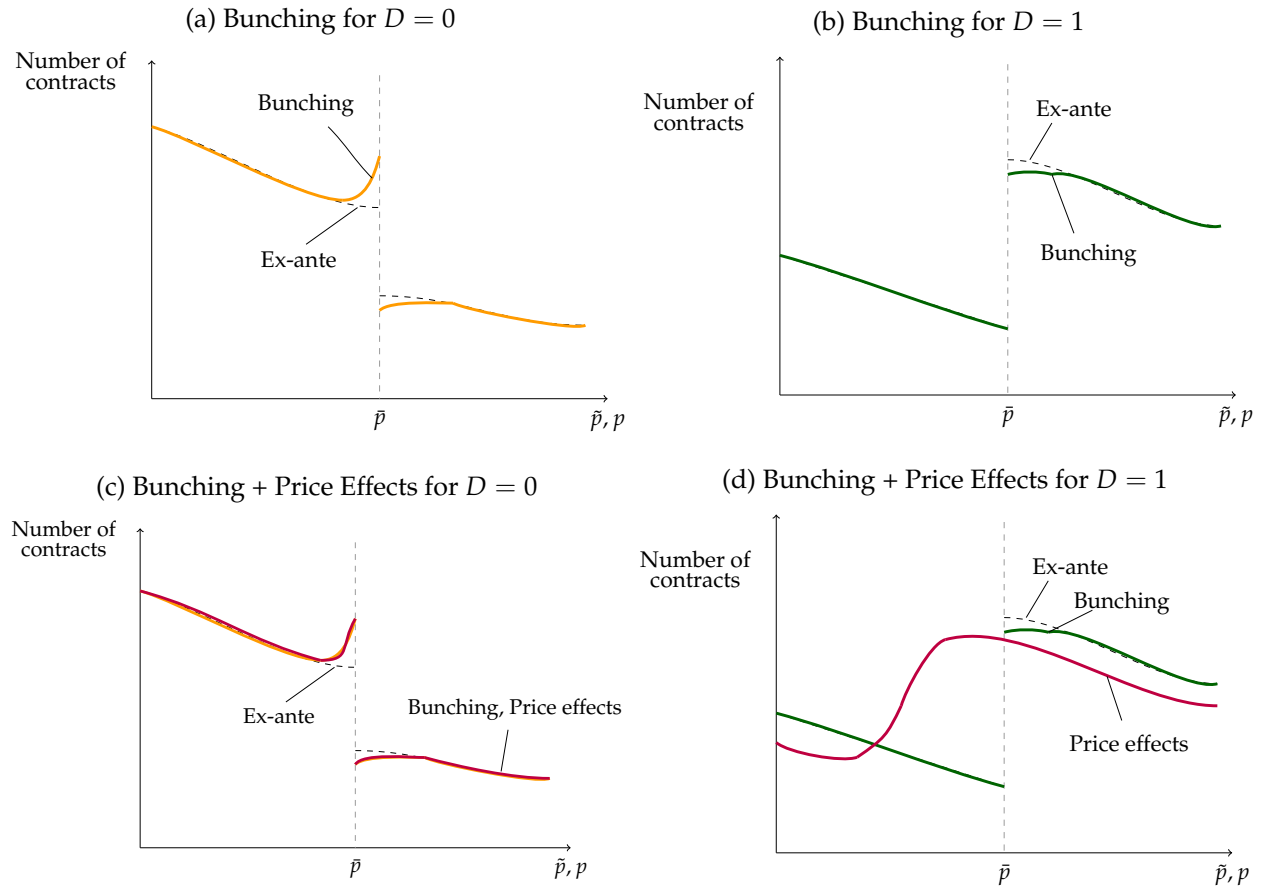 (a) Bunching for D = 0
Number of
contracts
Bunching
Ex-ante
p̄
p̃, p
(b) Bunching for D = 1
Number of
contracts
Ex-ante
Bunching
p̄
p̃, p
(c) Bunching + Price Effects for D = 0
Number of
contracts
Ex-ante
Bunching, Price effects
p̄
p̃, p
(d) Bunching + Price Effects for D = 1
Number of
contracts
Ex-ante
Bunching
Price effects
p̄
p̃, p